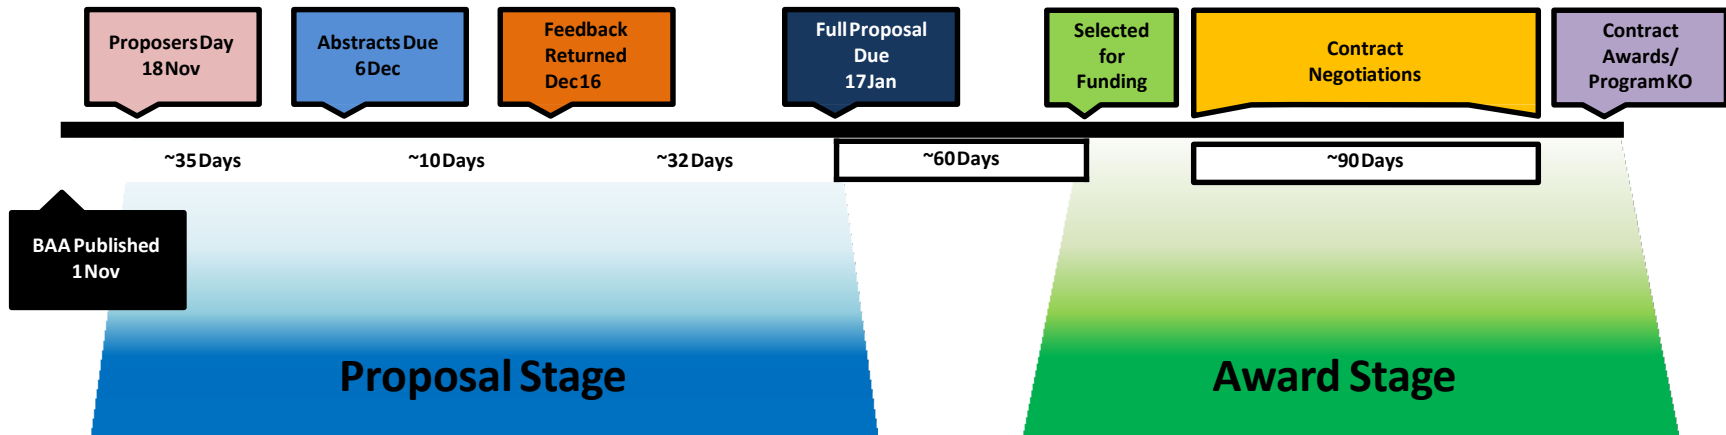 Proposers Day
18 Nov
Abstracts Due
6 Dec
Feedback
Returned
Dec 16
Full Proposal
Due
17 Jan
Selected
for
Funding
Contract
Negotiations
Contract
Awards/
Program KO
~35 Days
~10 Days
~32 Days
~60 Days
~90 Days
BAA Published
1 Nov
Proposal Stage
Award Stage